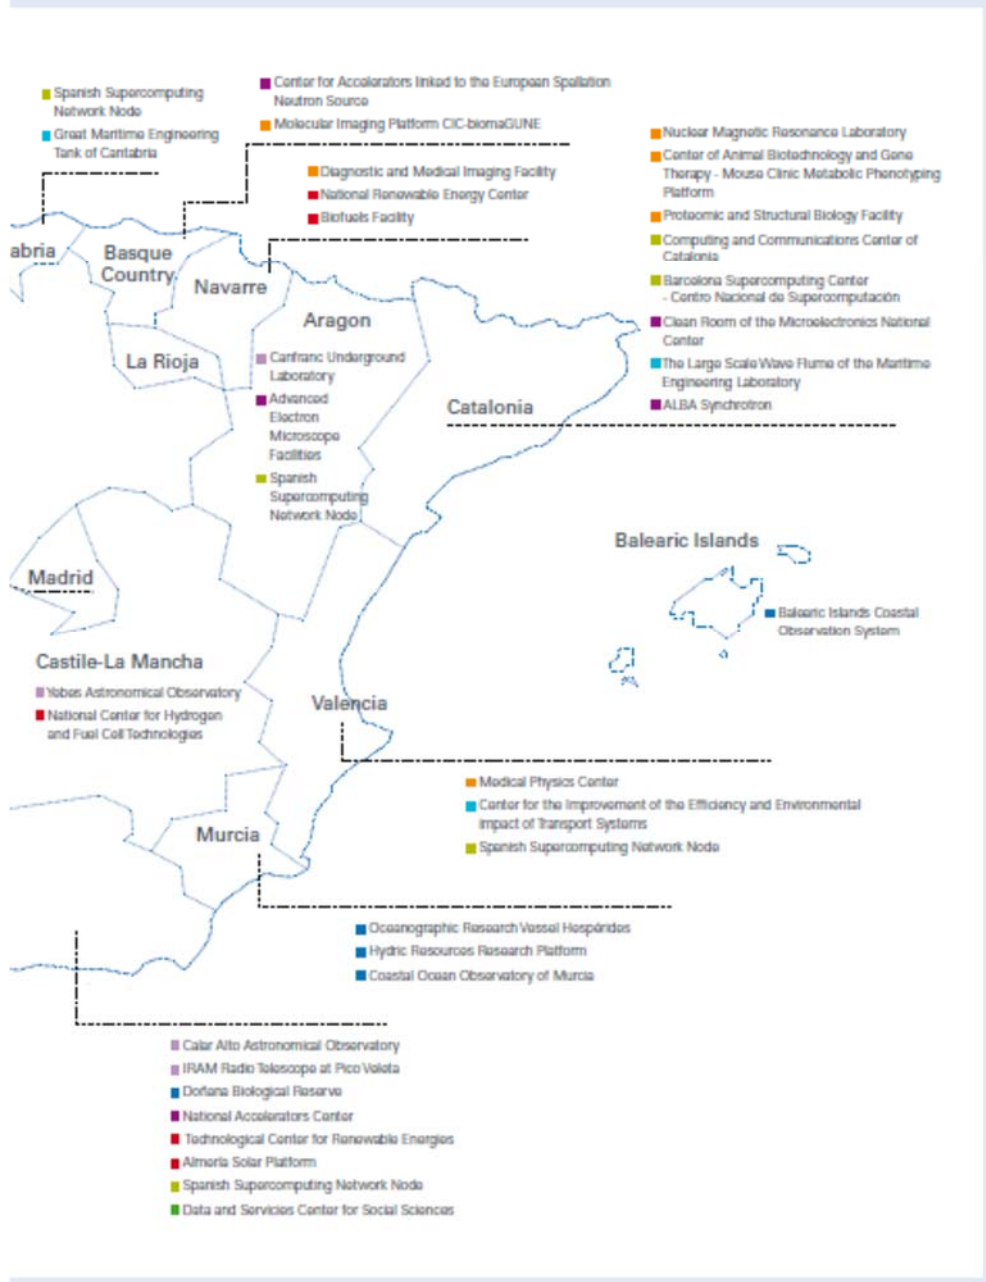 Spanish Supercomputing
Network Node
Great Maritime Engineering
Tank of Cantabria
Center for Accelerators linked to the European Spallation
Neutron Source
Molecular Imaging Platform CIC-biomaGUNE
Diagnostic and Medical Imaging Facility
National Renewable Energy Center
Biofuels Facility
Nuclear Magnetic Resonance Laboratory
Center of Animal Biotechnology and Gene
Therapy - Mouse Clinic Metabolic Phenotyping
Platform
Proteomic and Structural Biology Facility
Computing and Communications Center of
Catalonia
Barcelona Supercomputing Center
- Centro Nacional de Supercomputación
Clean Room of the Microelectronics National
Center
The Large Scale Wave Flume of the Maritime
Engineering Laboratory
ALBA Synchrotron
abria
Basque
Country
Navarre
Aragon
La Rioja
Canfranc Underground
Laboratory
Advanced
Electron
Microscope
Facilities
Spanish
Supercomputing
Network Node
Catalonia
Balearic Islands
Balearic Islands Coastal
Observation System
Madrid
Castile-La Mancha
Yebes Astronomical Observatory
National Center for Hydrogen
and Fuel Cell Technologies
Valencia
Medical Physics Center
Center for the Improvement of the Efficiency and Environmental
impact of Transport Systems
Spanish Supercomputing Network Node
Murcia
Oceanographic Research Vessel Hespérides
Hydric Resources Research Platform
Coastal Ocean Observatory of Murcia
Calar Alto Astronomical Observatory
IRAM Radio Telescope at Pico Veleta
Doñana Biological Reserve
National Accelerators Center
Technological Center for Renewable Energies
Almería Solar Platform
Spanish Supercomputing Network Node
Data and Servicies Center for Social Sciences